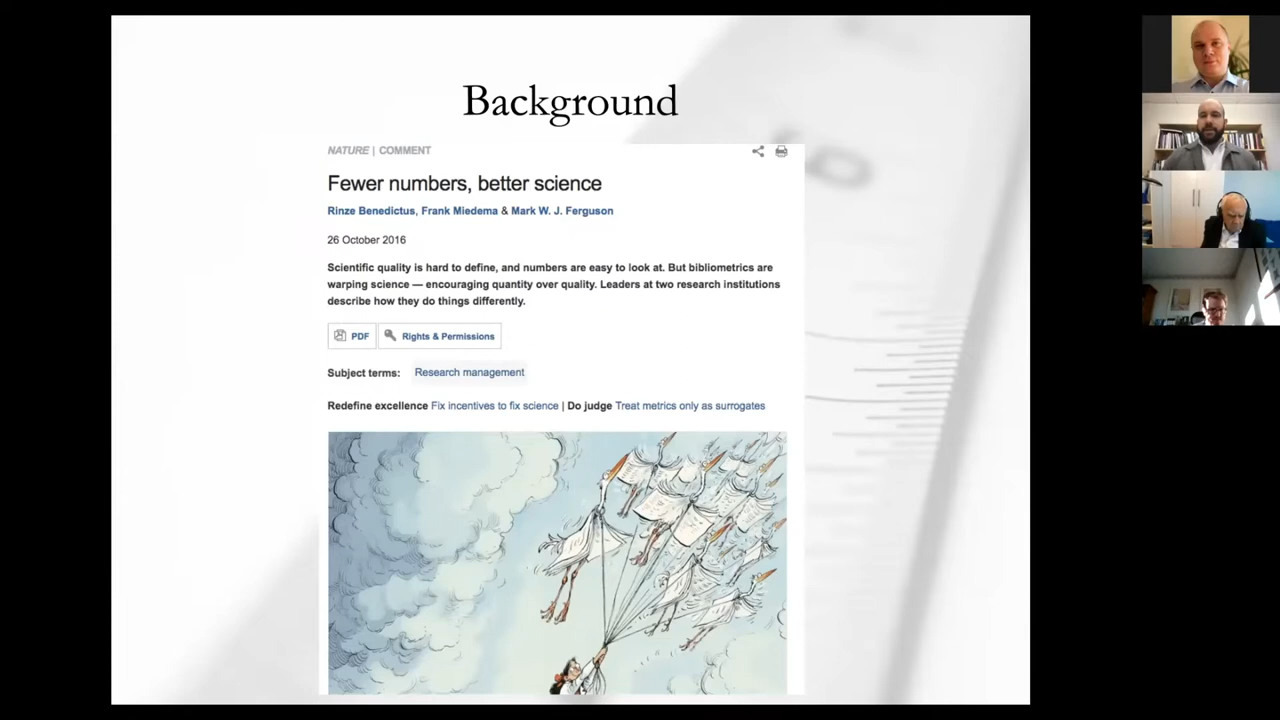 Background
NATURE | COMMENT
Fewer numbers, better science
Rinze Benedictus, Frank Miedema & Mark W. J. Ferguson
26 October 2016
Scientific quality is hard to define, and numbers are easy to look at. But bibliometrics are
warping science — encouraging quantity over quality. Leaders at two research institutions
describe how they do things differently.
PDF Rights & Permissions
Subject terms: Research management
Redefine excellence Fix incentives to fix science | Do judge Treat metrics only as surrogates